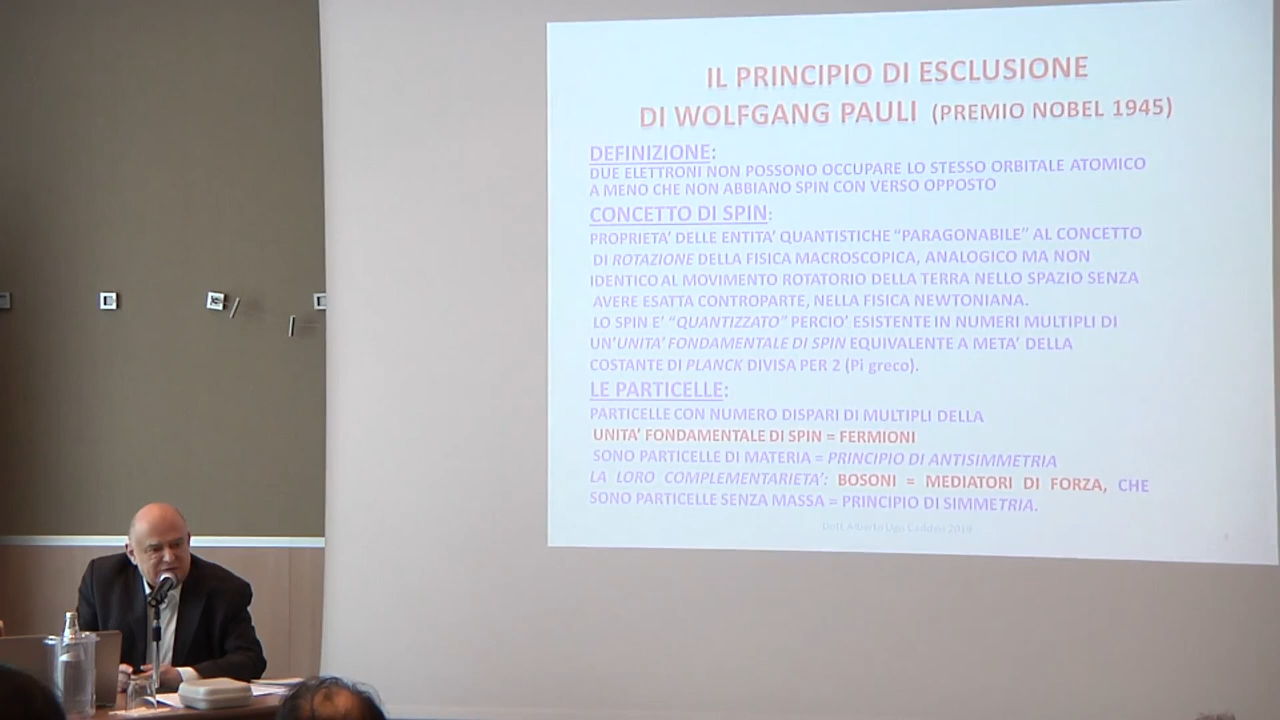 IL PRINCIPIO DI ESCLUSIONE
DI WOLFGANG PAULI (PREMIO NOBEL 1945)
DEFINIZIONE:
DUE ELETTRONI NON POSSONO OCCUPARE LO STESSO ORBITALE ATOMICO
A MENO CHE NON ABBIANO SPIN CON VERSO OPPOSTO
CONCETTO DI SPIN:
PROPRIETA' DELLE ENTITA' QUANTISTICHE "PARAGONABILE" AL CONCETTO
DI ROTAZIONE DELLA FISICA MACROSCOPICA, ANALOGICO MA NON
IDENTICO AL MOVIMENTO ROTATORIO DELLA TERRA NELLO SPAZIO SENZA
AVERE ESATTA CONTROPARTE, NELLA FISICA NEWTONIANA.
LO SPIN E' "QUANTIZZATO" PERCIO' ESISTENTE IN NUMERI MULTIPLI DI
UN'UNITA' FONDAMENTALE DI SPIN EQUIVALENTE A META' DELLA
COSTANTE DI PLANCK DIVISA PER 2 (Pi greco).
LE PARTICELLE:
PARTICELLE CON NUMERO DISPARI DI MULTIPLI DELLA
UNITA' FONDAMENTALE DI SPIN = FERMIONI
SONO PARTICELLE DI MATERIA = PRINCIPIO DI ANTISIMMETRIA
LA LORO COMPLEMENTARIETA': BOSONI = MEDIATORI DI FORZA, CHE
SONO PARTICELLE SENZA MASSA = PRINCIPIO DI SIMMETRIA.
Dott. Alberto Ugo 2019